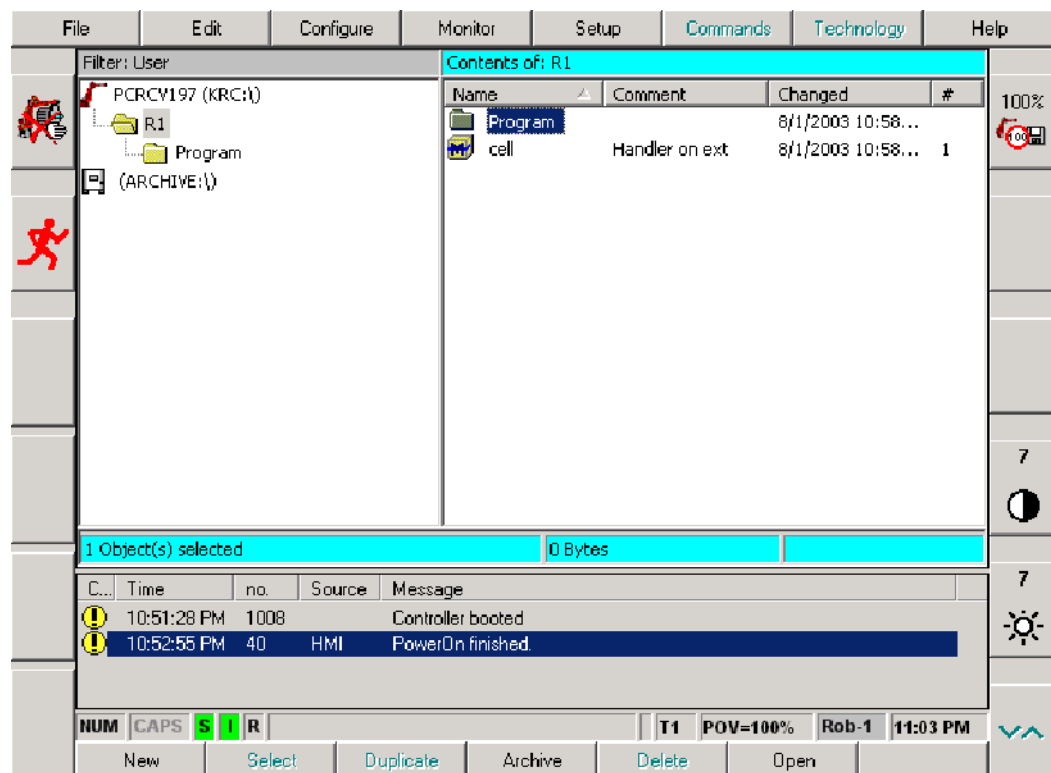 File Edit Configure Monitor Setup Commands Technology Help
Filter: User
Contents of: R1
PCRCV197 (KRC:\)
R1
Program
(ARCHIVE:\)
Name Comment Changed #
Program 8/1/2003 10:58...
cell Handler on ext 8/1/2003 10:58... 1
100%
100
7
7
1 Object(s) selected 0 Bytes
C... Time no. Source Message
10:51:28 PM 1008 Controller booted
10:52:55 PM 40 HMI PowerOn finished.
NUM CAPS S I R T1 POV=100% Rob-1 11:03 PM
New Select Duplicate Archive Delete Open